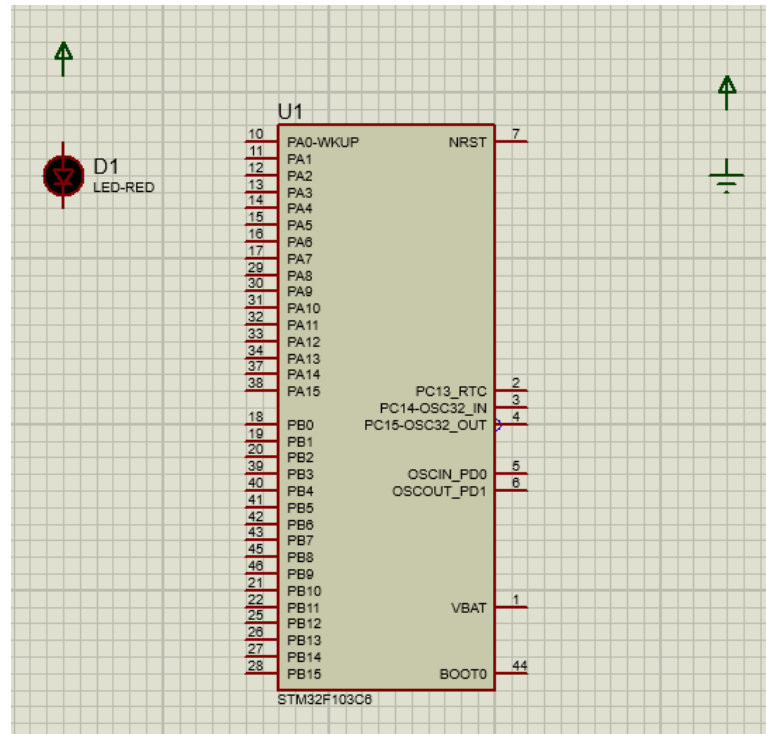 U1
D1
LED-RED
10 PA0-WKUP
11 PA1
12 PA2
13 PA3
14 PA4
15 PA5
16 PA6
17 PA7
29 PA8
30 PA9
31 PA10
32 PA11
33 PA12
34 PA13
37 PA14
38 PA15
18 PB0
19 PB1
20 PB2
39 PB3
40 PB4
41 PB5
42 PB6
43 PB7
45 PB8
46 PB9
21 PB10
22 PB11
25 PB12
26 PB13
27 PB14
28 PB15
NRST 7
PC13_RTC 2
PC14-OSC32_IN 3
PC15-OSC32_OUT 4
OSCIN_PD0 5
OSCOUT_PD1 6
VBAT 1
BOOT0 44
STM32F103C6